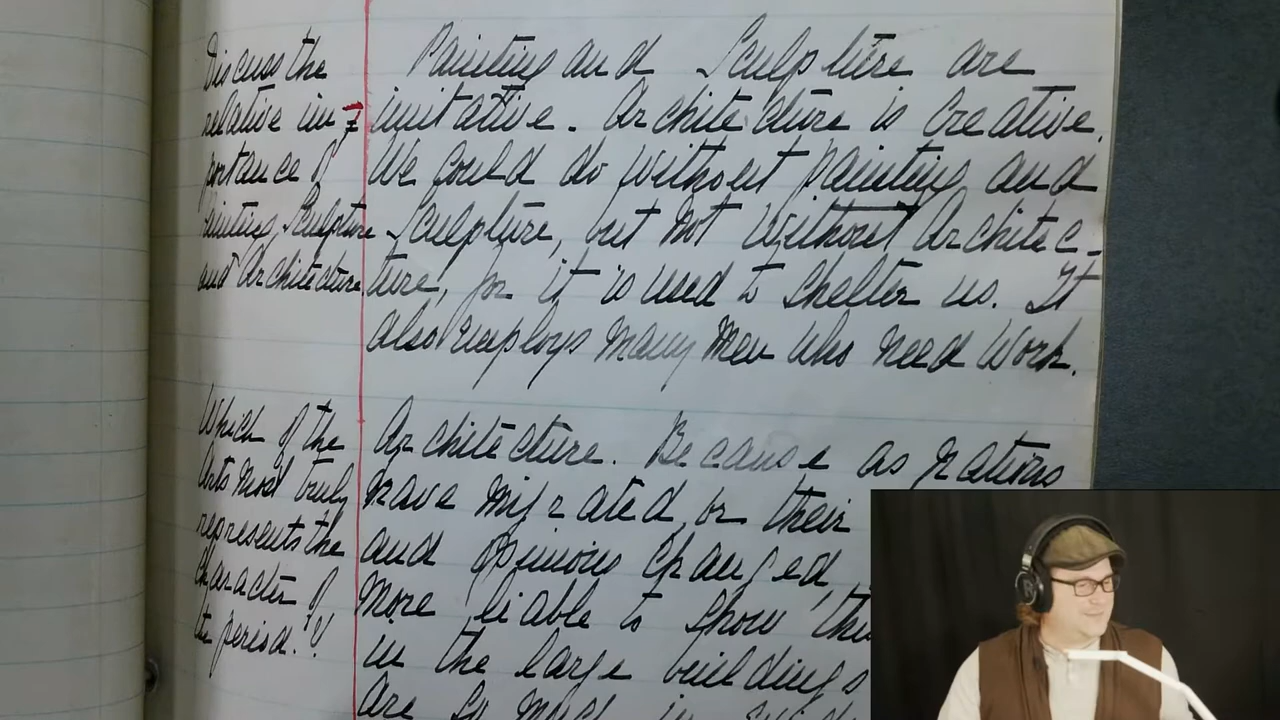 Discuss the
relative im-
portance of
painting, Sculpture
and Architecture
Painting and Sculpture are
imitative. Architecture is Creative.
We could do without painting and
Sculpture, but not without Architec-
ture, for it is used to shelter us. It
also employs many men who need work.
Which of the
Arts most truly
represents the
character of
the period.?
Architecture. Because as nations
have migrated, or their
and opinions changed,
more liable to show
in the large buildings
are so much in